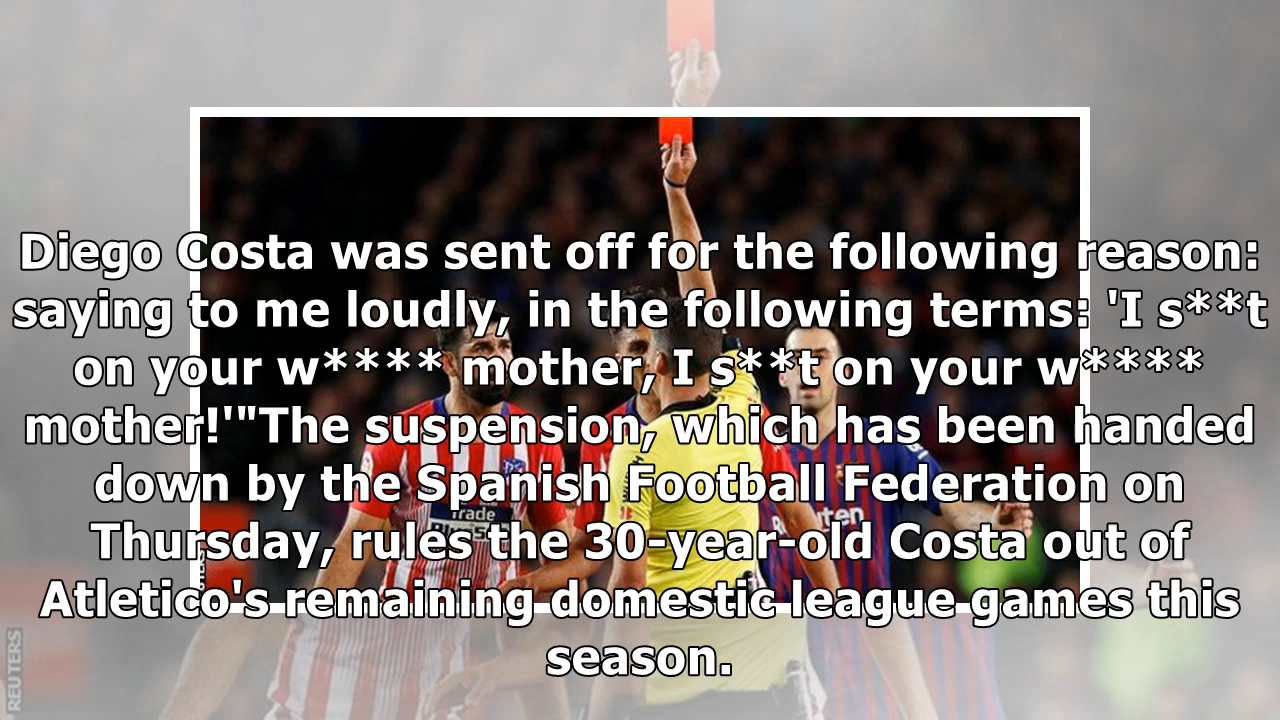 Diego Costa was sent off for the following reason:
saying to me loudly, in the following terms: 'I s**t
on your w**** mother, I s**t on your w****
mother!'"The suspension, which has been handed
down by the Spanish Football Federation on
Thursday, rules the 30-year-old Costa out of
Atletico's remaining domestic league games this
season.
Trade
REUTERS